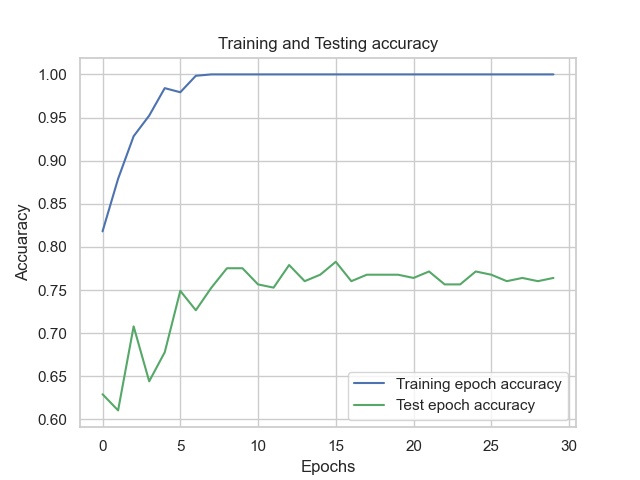 Training and Testing accuracy
1.00
0.95
0.90
0.85
0.80
0.75
0.70
0.65
0.60
Accuaracy
Training epoch accuracy
Test epoch accuracy
0 5 10 15 20 25 30
Epochs